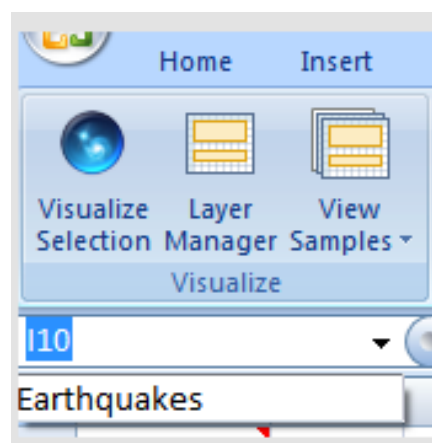 Home Insert
Visualize Selection
Layer Manager
View Samples
Visualize
I10
Earthquakes